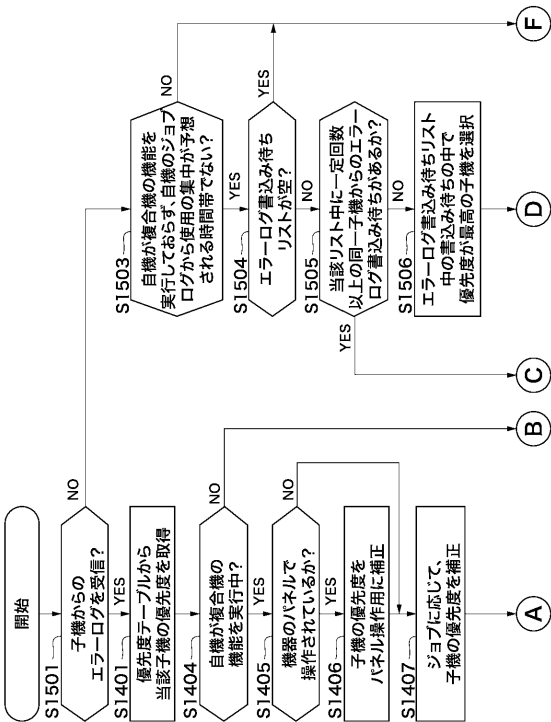 開始
S1501
子機からの
エラーログを受信？
NO
YES
S1401
優先度テーブルから
当該子機の優先度を取得
S1404
自機が複合機の
機能を実行中？
NO
YES
S1405
機器のパネルで
操作されているか？
NO
YES
S1406
子機の優先度を
パネル操作用に補正
S1407
ジョブに応じて、
子機の優先度を補正
A
B
S1503
自機が複合機の機能を
実行しておらず、自機のジョブ
ログから使用の集中が予想
される時間帯でない？
NO
YES
S1504
エラーログ書込み待ち
リストが空？
YES
NO
S1505
当該リスト中に一定回数
以上の同一子機からのエラー
ログ書込み待ちがあるか？
YES
NO
S1506
エラーログ書込み待ちリスト
中の書込み待ちの中で
優先度が最高の子機を選択
C
D
F